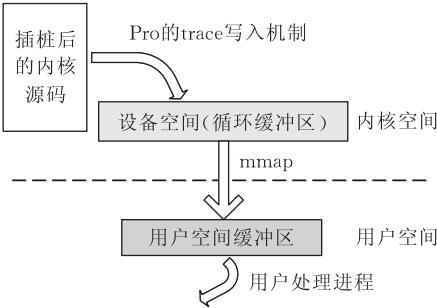 插桩后
的内核
源码
Pro的trace写入机制
设备空间(循环缓冲区)
内核空间
mmap
用户空间缓冲区
用户空间
用户处理进程